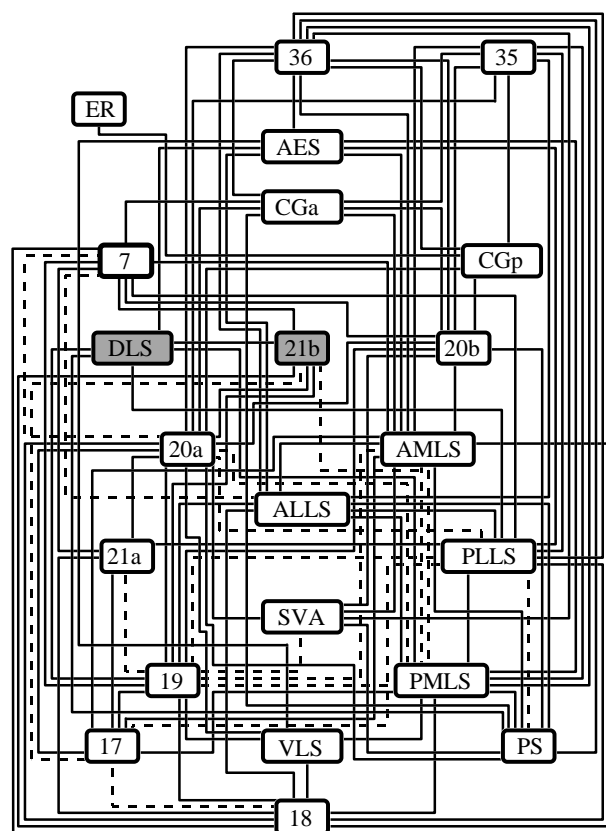 36 35
ER
AES
CGa
7 CGp
DLS 21b 20b
20a AMLS
ALLS
21a PLLS
SVA
19 PMLS
17 VLS PS
18